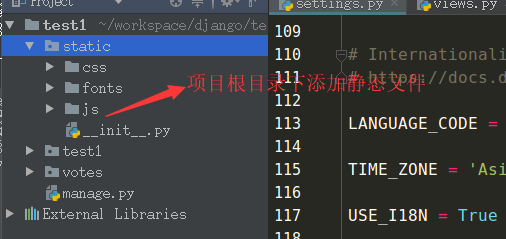 Project
settings.py
views.py
test1 ~/workspace/django/te
static
css
fonts
js
__init__.py
test1
votes
manage.py
External Libraries
项目根目录下添加静态文件
109
110 # Internationali
111 # https://docs.d
112
113 LANGUAGE_CODE =
114
115 TIME_ZONE = 'Asi
116
117 USE_I18N = True
118